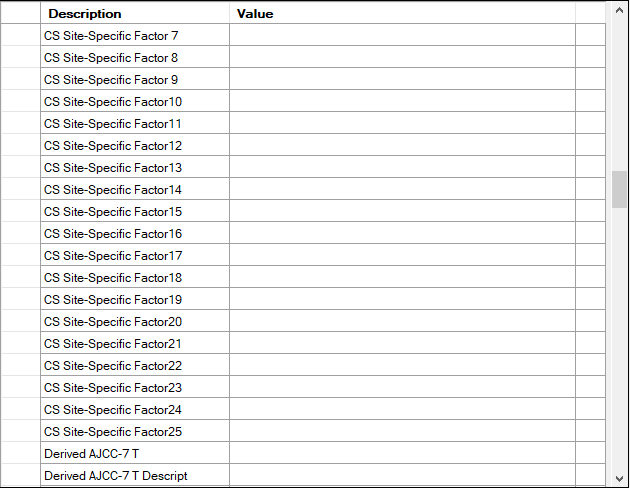 Description Value
CS Site-Specific Factor 7
CS Site-Specific Factor 8
CS Site-Specific Factor 9
CS Site-Specific Factor10
CS Site-Specific Factor11
CS Site-Specific Factor12
CS Site-Specific Factor13
CS Site-Specific Factor14
CS Site-Specific Factor15
CS Site-Specific Factor16
CS Site-Specific Factor17
CS Site-Specific Factor18
CS Site-Specific Factor19
CS Site-Specific Factor20
CS Site-Specific Factor21
CS Site-Specific Factor22
CS Site-Specific Factor23
CS Site-Specific Factor24
CS Site-Specific Factor25
Derived AJCC-7 T
Derived AJCC-7 T Descript